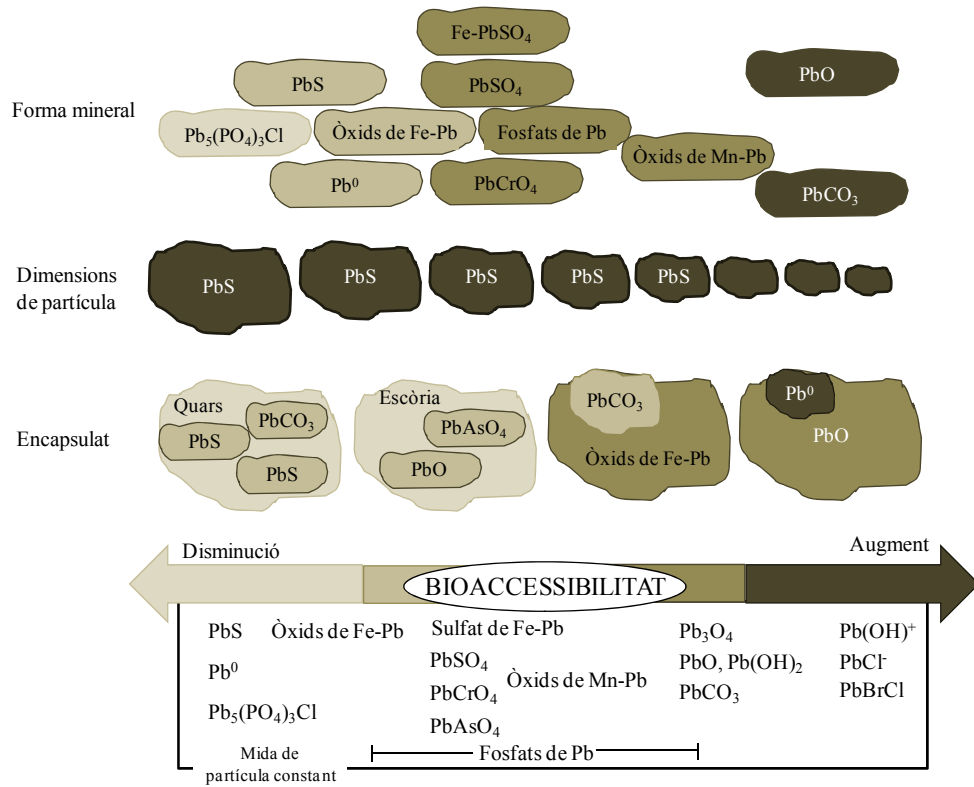 Forma mineral
Fe-PbSO₄
PbS
PbSO₄
PbO
Pb₅(PO₄)₃Cl
Òxids de Fe-Pb
Fosfats de Pb
Òxids de Mn-Pb
Pb⁰
PbCrO₄
PbCO₃
Dimensions
de partícula
PbS
PbS
PbS
PbS
PbS
Encapsulat
Quars
PbCO₃
PbS
PbS
Escòria
PbAsO₄
PbO
PbCO₃
Òxids de Fe-Pb
Pb⁰
PbO
Disminució
Augment
BIOACCESSIBILITAT
PbS
Òxids de Fe-Pb
Pb⁰
Pb₅(PO₄)₃Cl
Mida de
partícula constant
Sulfat de Fe-Pb
PbSO₄
PbCrO₄
Òxids de Mn-Pb
PbAsO₄
Fosfats de Pb
Pb₃O₄
PbO, Pb(OH)₂
PbCO₃
Pb(OH)⁺
PbCl⁻
PbBrCl